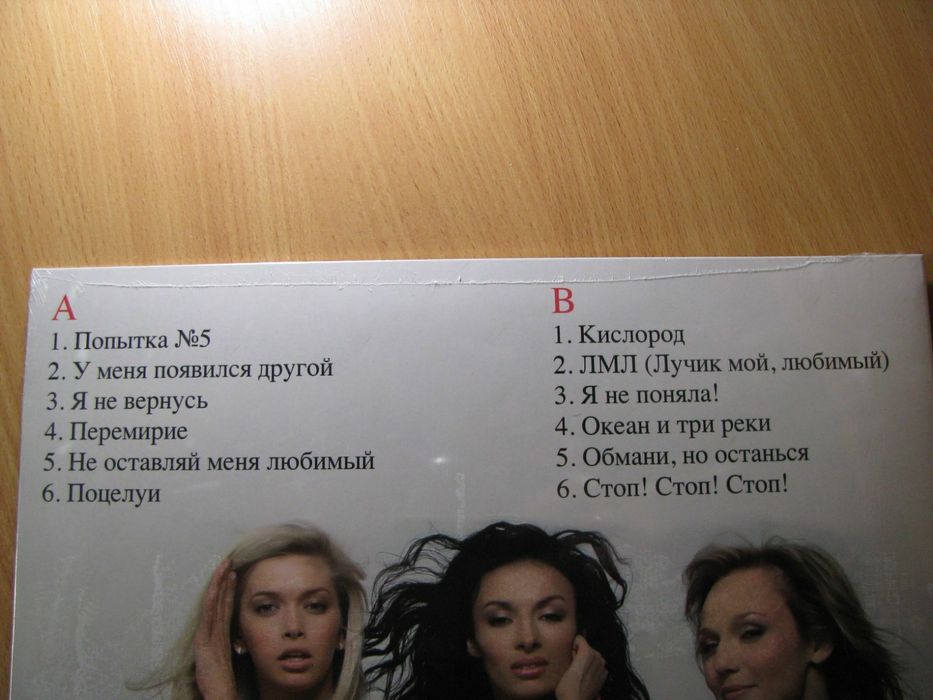 A
1. Попытка №5
2. У меня появился другой
3. Я не вернусь
4. Перемирие
5. Не оставляй меня любимый
6. Поцелуи
B
1. Кислород
2. ЛМЛ (Лучик мой, любимый)
3. Я не поняла!
4. Океан и три реки
5. Обмани, но останься
6. Стоп! Стоп! Стоп!